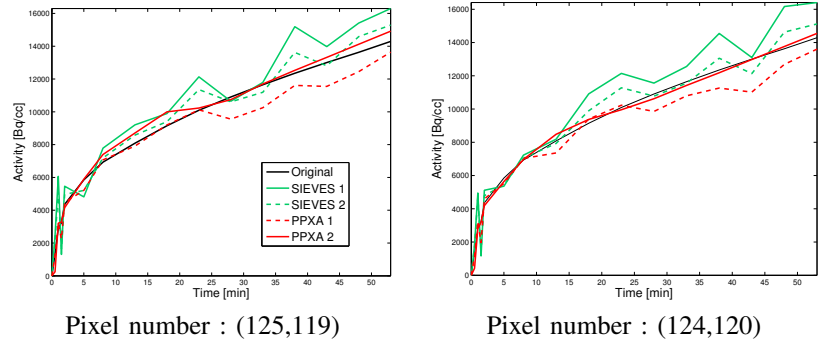 16000
14000
12000
10000
8000
6000
4000
2000
0
Activity [Bq/cc]
0 5 10 15 20 25 30 35 40 45 50
Time [min]
Original
SIEVES 1
SIEVES 2
PPXA 1
PPXA 2
Pixel number : (125,119)
16000
14000
12000
10000
8000
6000
4000
2000
0
Activity [Bq/cc]
0 5 10 15 20 25 30 35 40 45 50
Time [min]
Pixel number : (124,120)